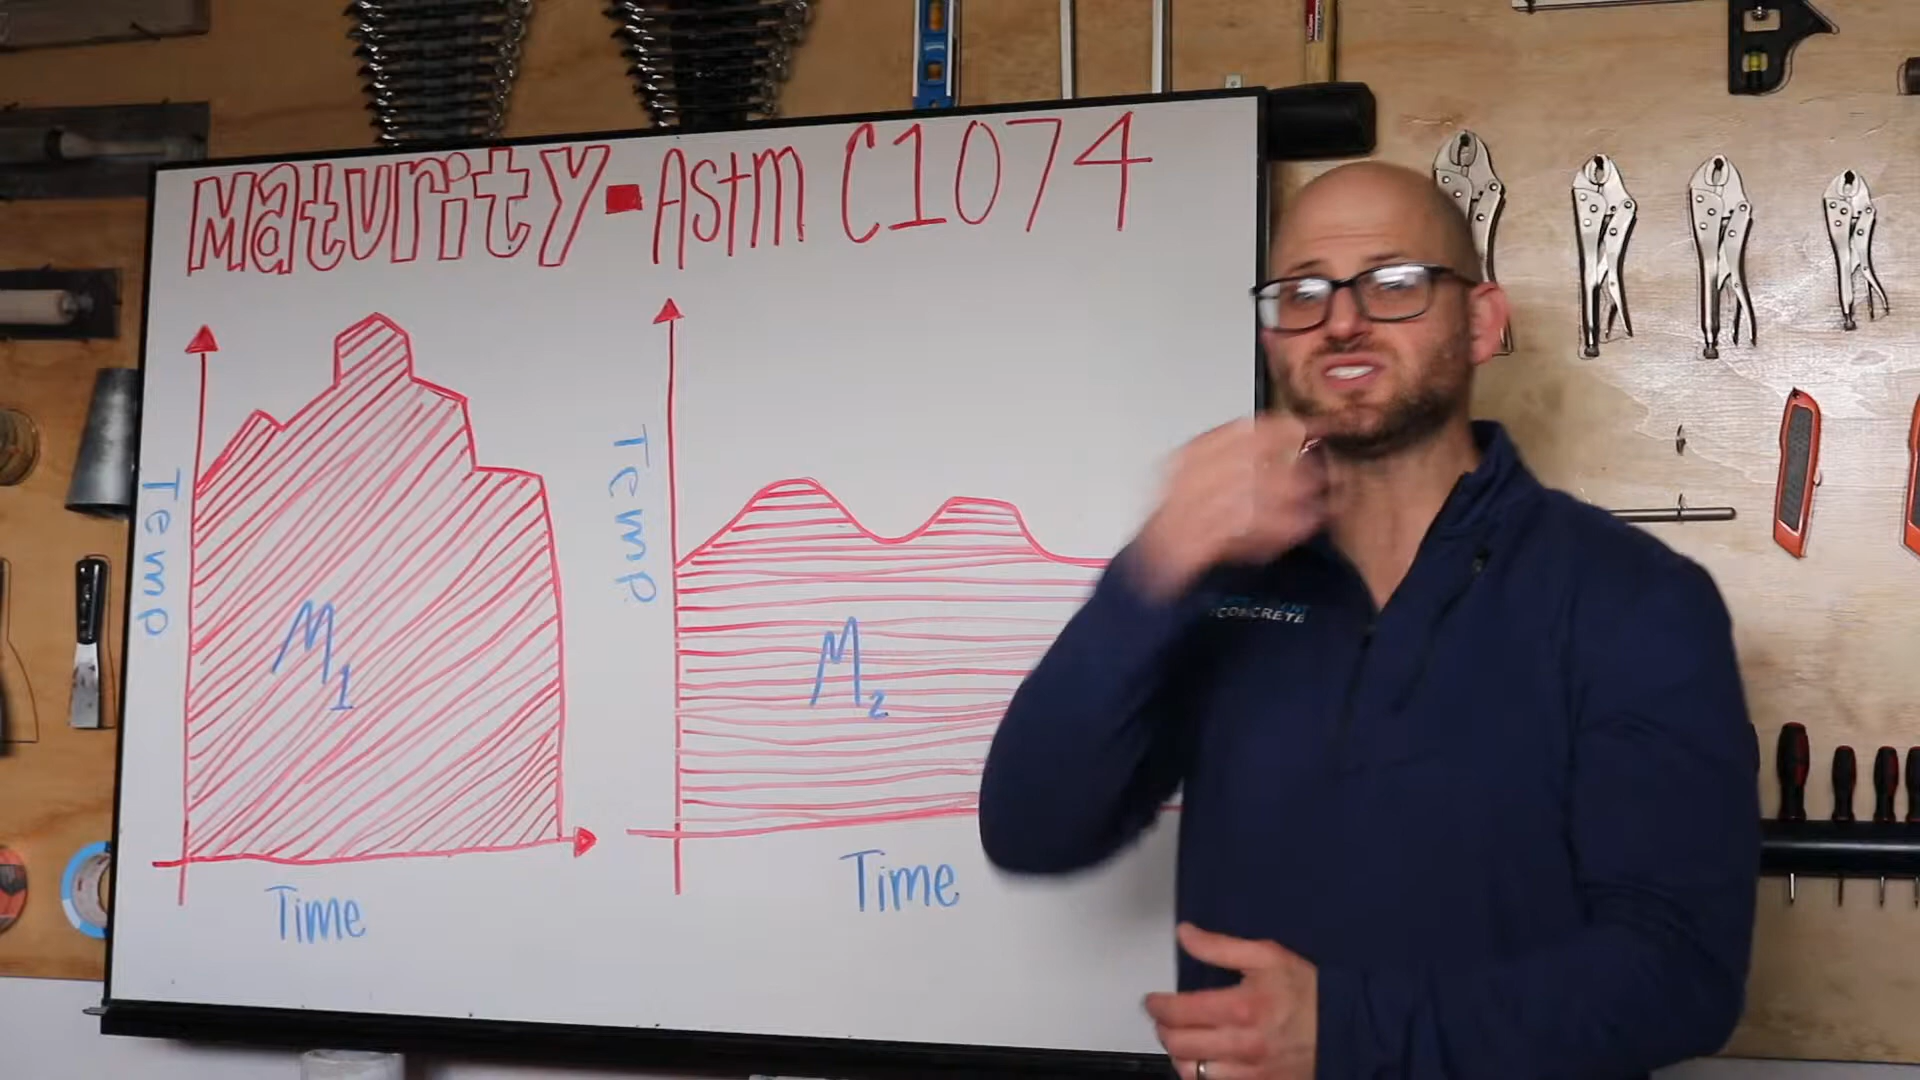 Maturity - Astm C1074
Temp
M1
Time
Temp
M2
Time
CONCRETE